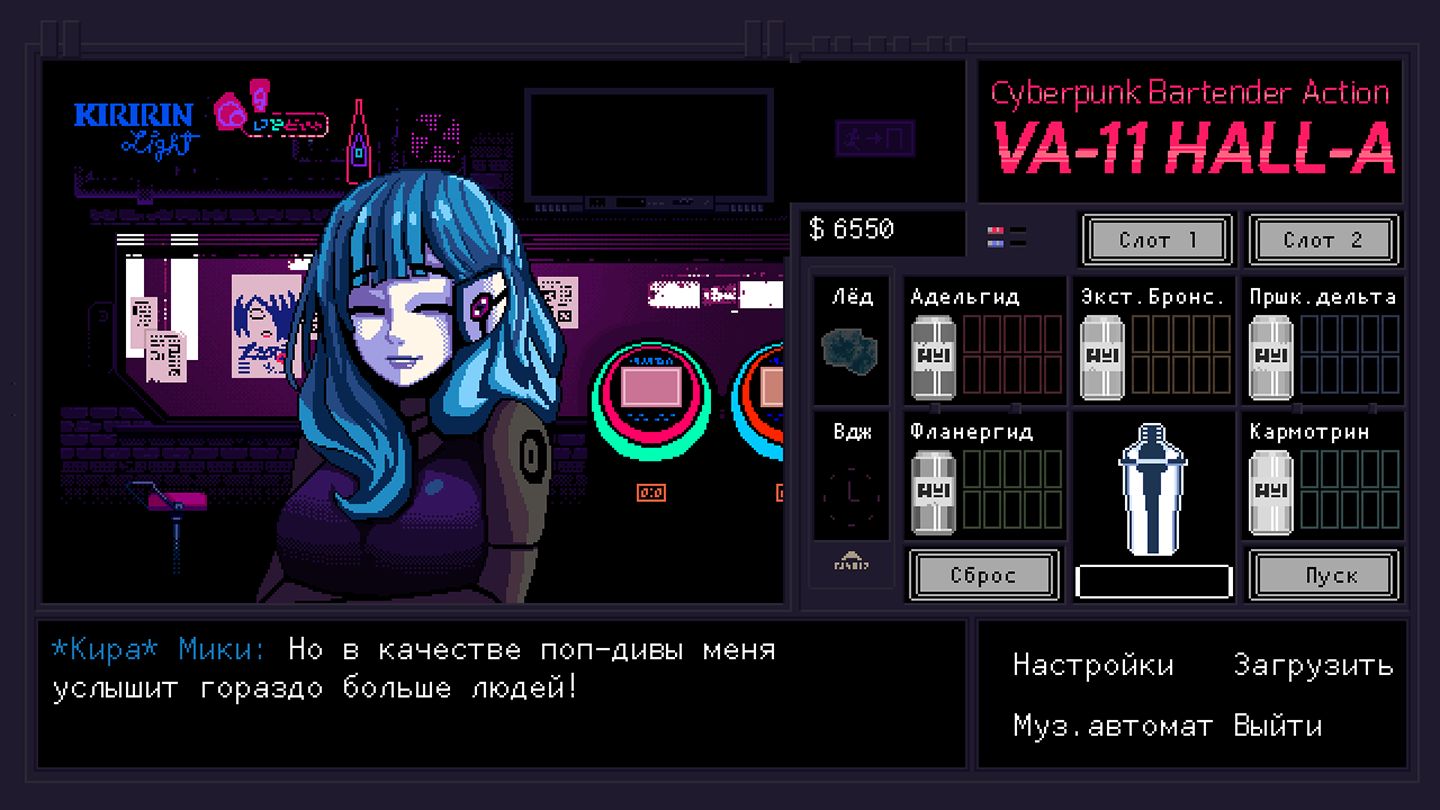 KIRIRIN
Light
Cyberpunk Bartender Action
VA-11 HALL-A
$ 6550
Слот 1
Слот 2
Лёд
Адельгид
Экст.Бронс.
Пршк.дельта
Вдж
Фланергид
Кармотрин
Сброс
Пуск
*Кира* Мики: Но в качестве поп-дивы меня
услышит гораздо больше людей!
Настройки
Загрузить
Муз.автомат
Выйти